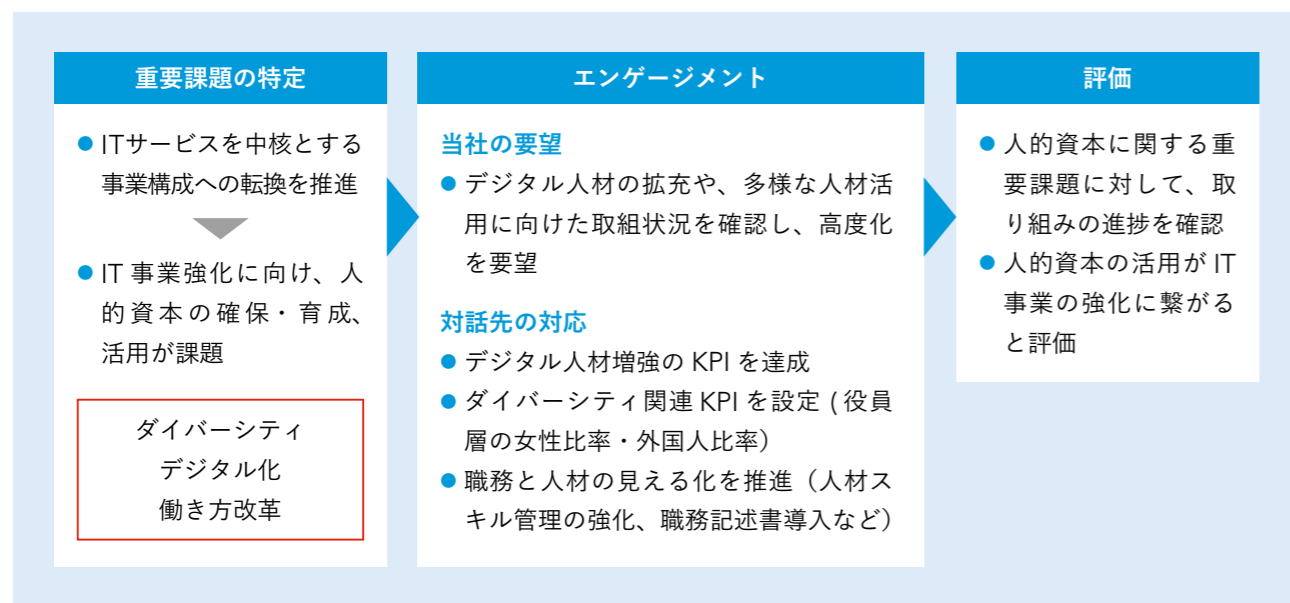 重要課題の特定
● ITサービスを中核とする
事業構成への転換を推進
● IT 事業強化に向け、人
的資本の確保・育成、
活用が課題
ダイバーシティ
デジタル化
働き方改革
エンゲージメント
当社の要望
● デジタル人材の拡充や、多様な人材活
用に向けた取組状況を確認し、高度化
を要望
対話先の対応
● デジタル人材増強の KPI を達成
● ダイバーシティ関連 KPI を設定 ( 役員
層の女性比率・外国人比率）
● 職務と人材の見える化を推進（人材ス
キル管理の強化、職務記述書導入など）
評価
● 人的資本に関する重
要課題に対して、取
り組みの進捗を確認
● 人的資本の活用が IT
事業の強化に繋がる
と評価